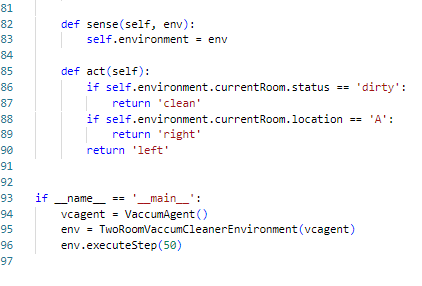 81
82     def sense(self, env):
83         self.environment = env
84
85     def act(self):
86         if self.environment.currentRoom.status == 'dirty':
87             return 'clean'
88         if self.environment.currentRoom.location == 'A':
89             return 'right'
90         return 'left'
91
92
93 if __name__ == '__main__':
94     vcagent = VaccumAgent()
95     env = TwoRoomVaccumCleanerEnvironment(vcagent)
96     env.executeStep(50)
97